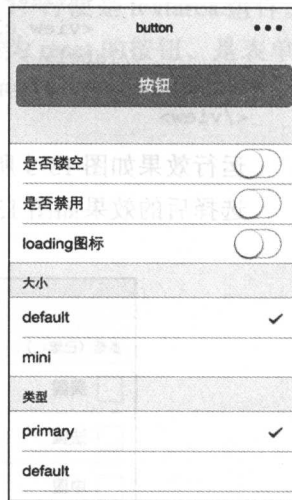 button
按钮
是否镂空
是否禁用
loading图标
大小
default
mini
类型
primary
default